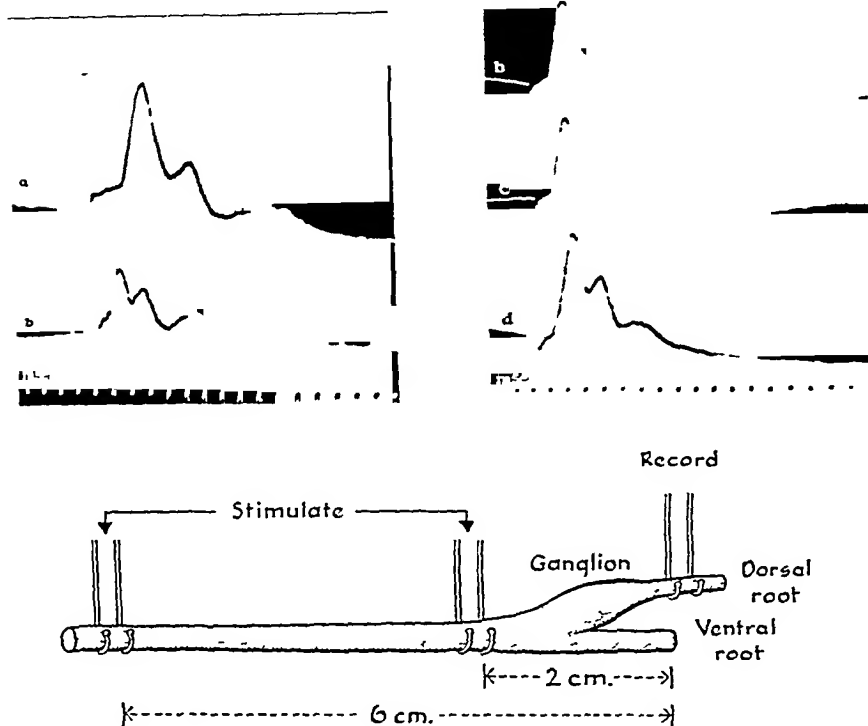 a
b
b
c
d
Record
Stimulate
Ganglion
Dorsal
root
Ventral
root
2 cm.
6 cm.